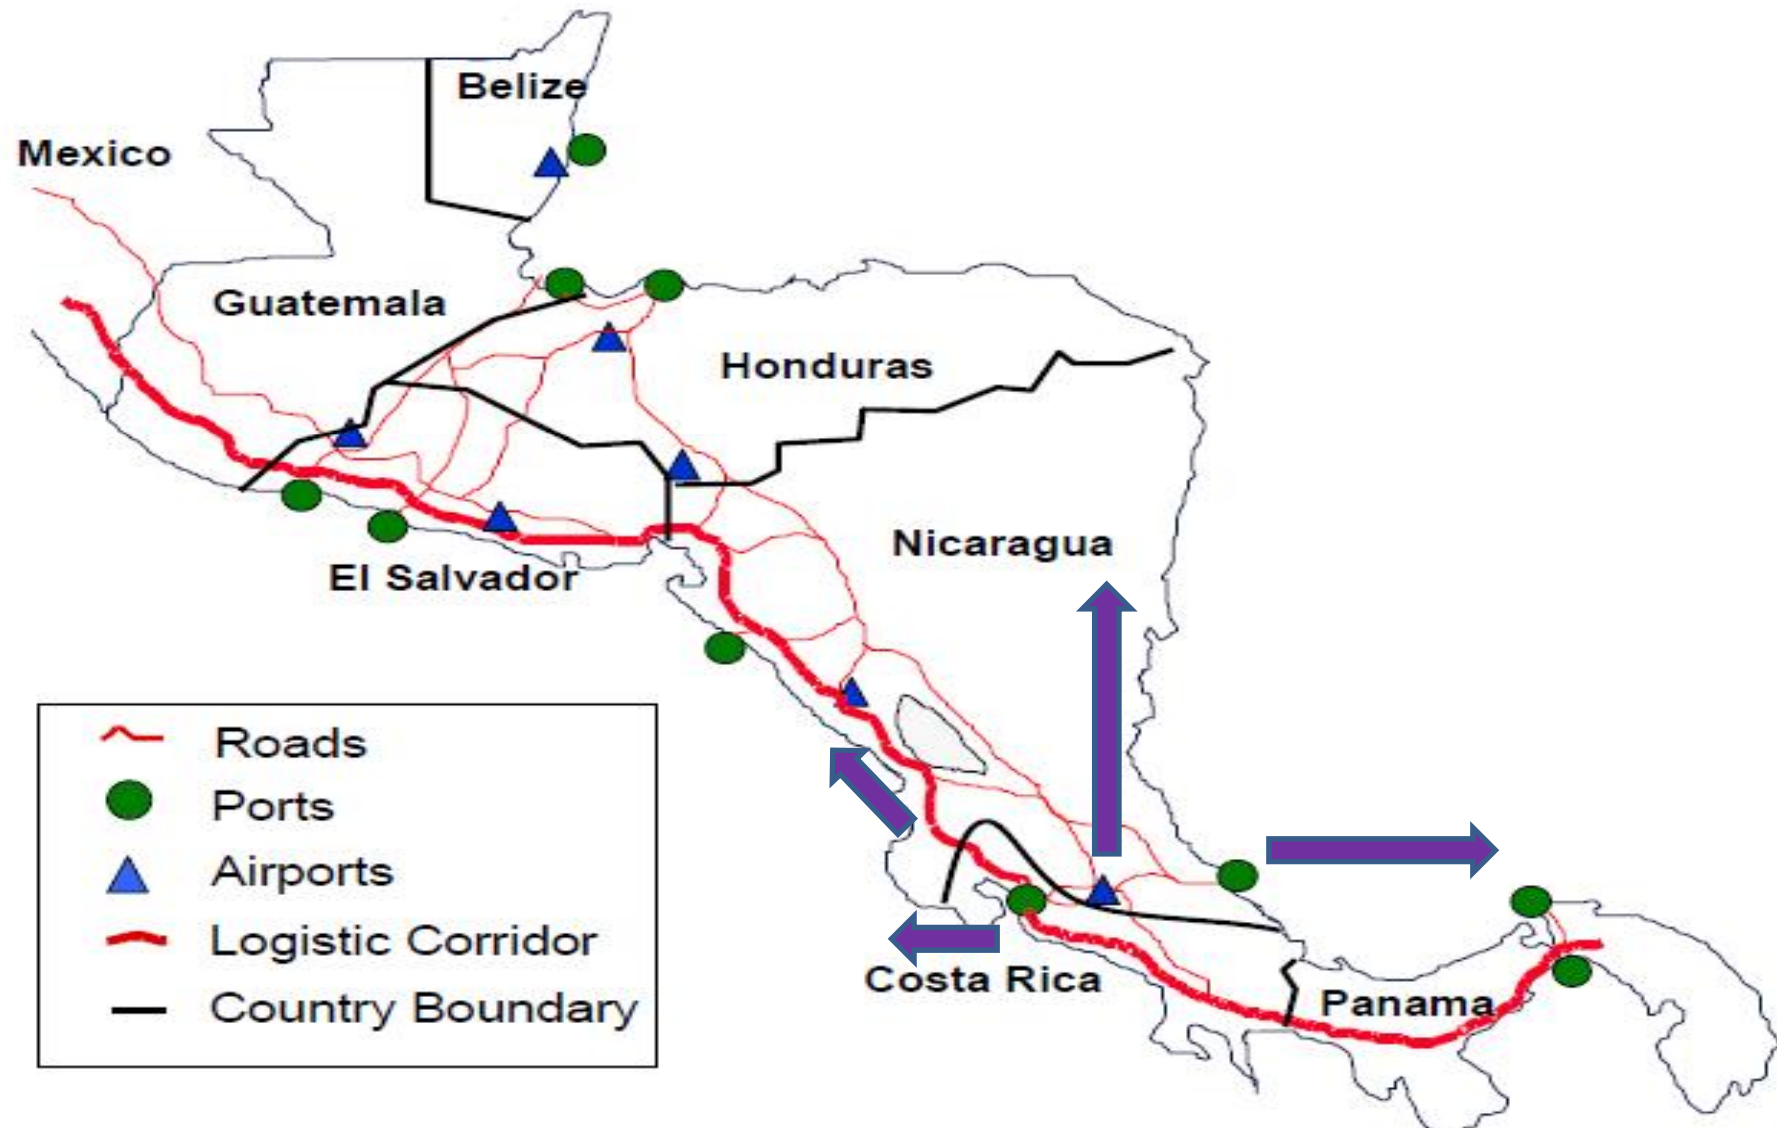 Belize
Mexico
Guatemala
Honduras
Nicaragua
El Salvador
Costa Rica
Panama
Roads
Ports
Airports
Logistic Corridor
Country Boundary